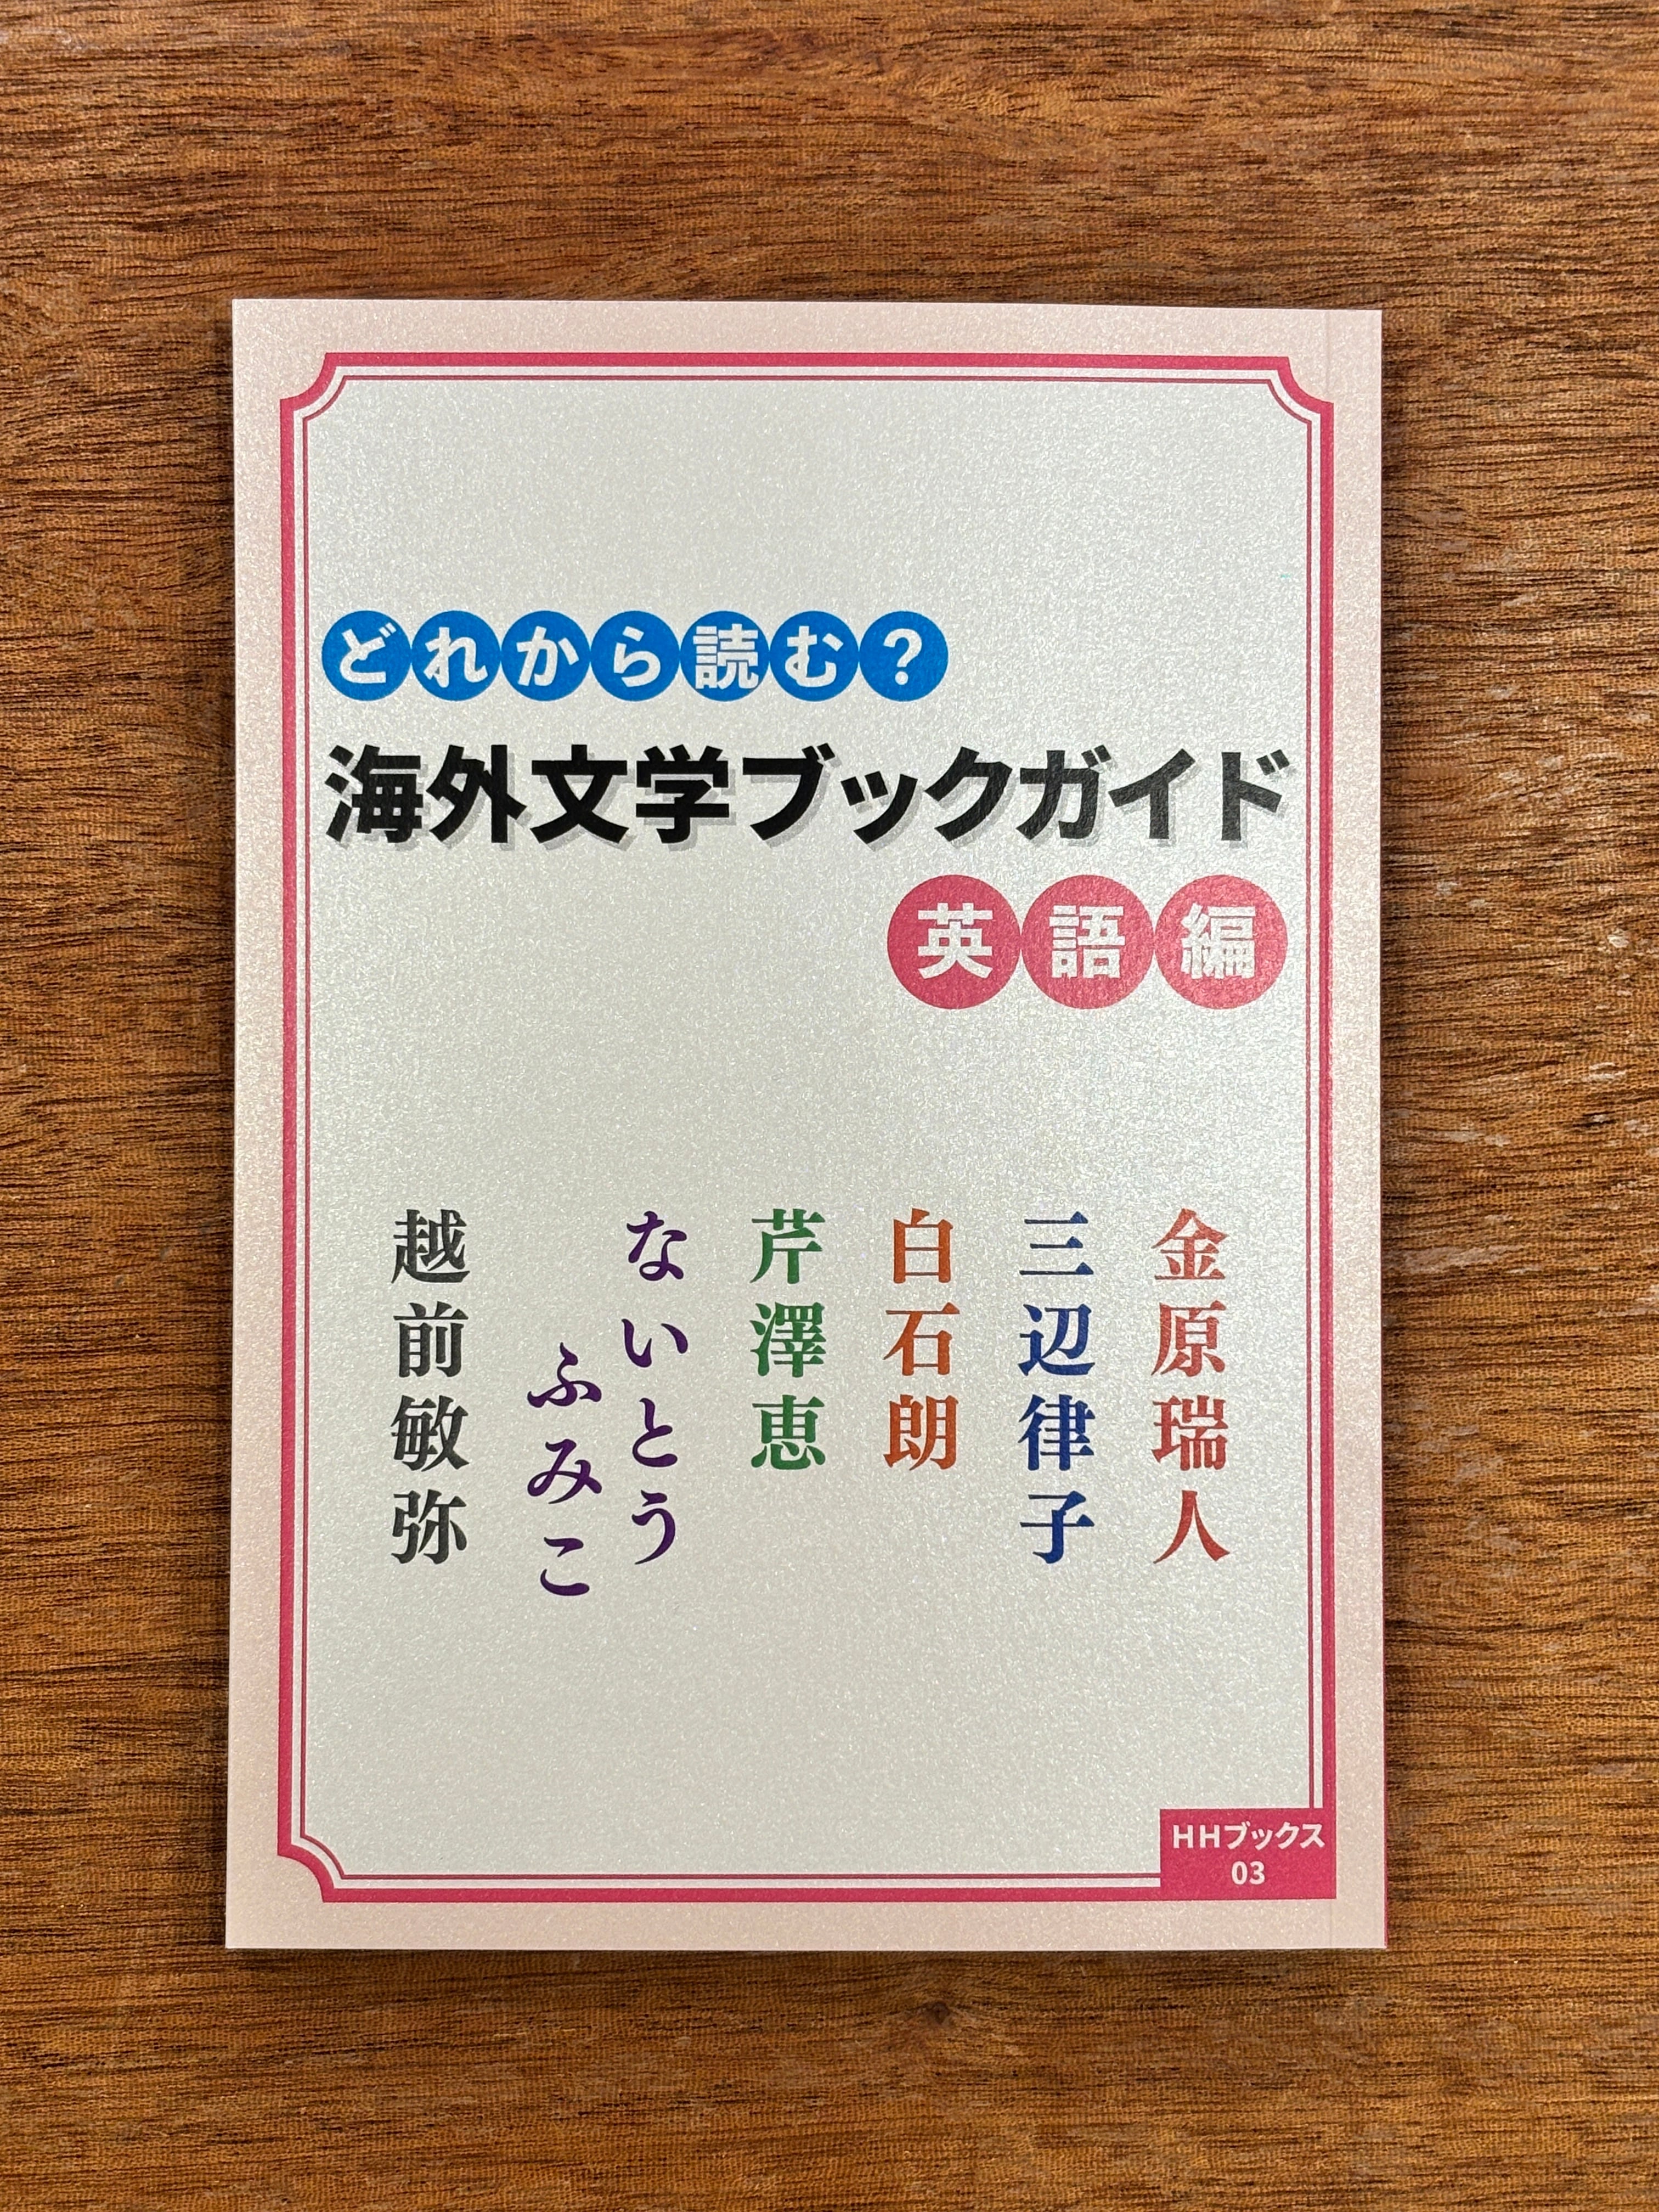 どれから読む?
海外文学ブックガイド
英語編
金原瑞人
三辺律子
白石朗
芹澤恵
ないとう
ふみこ
越前敏弥
HHブックス
03